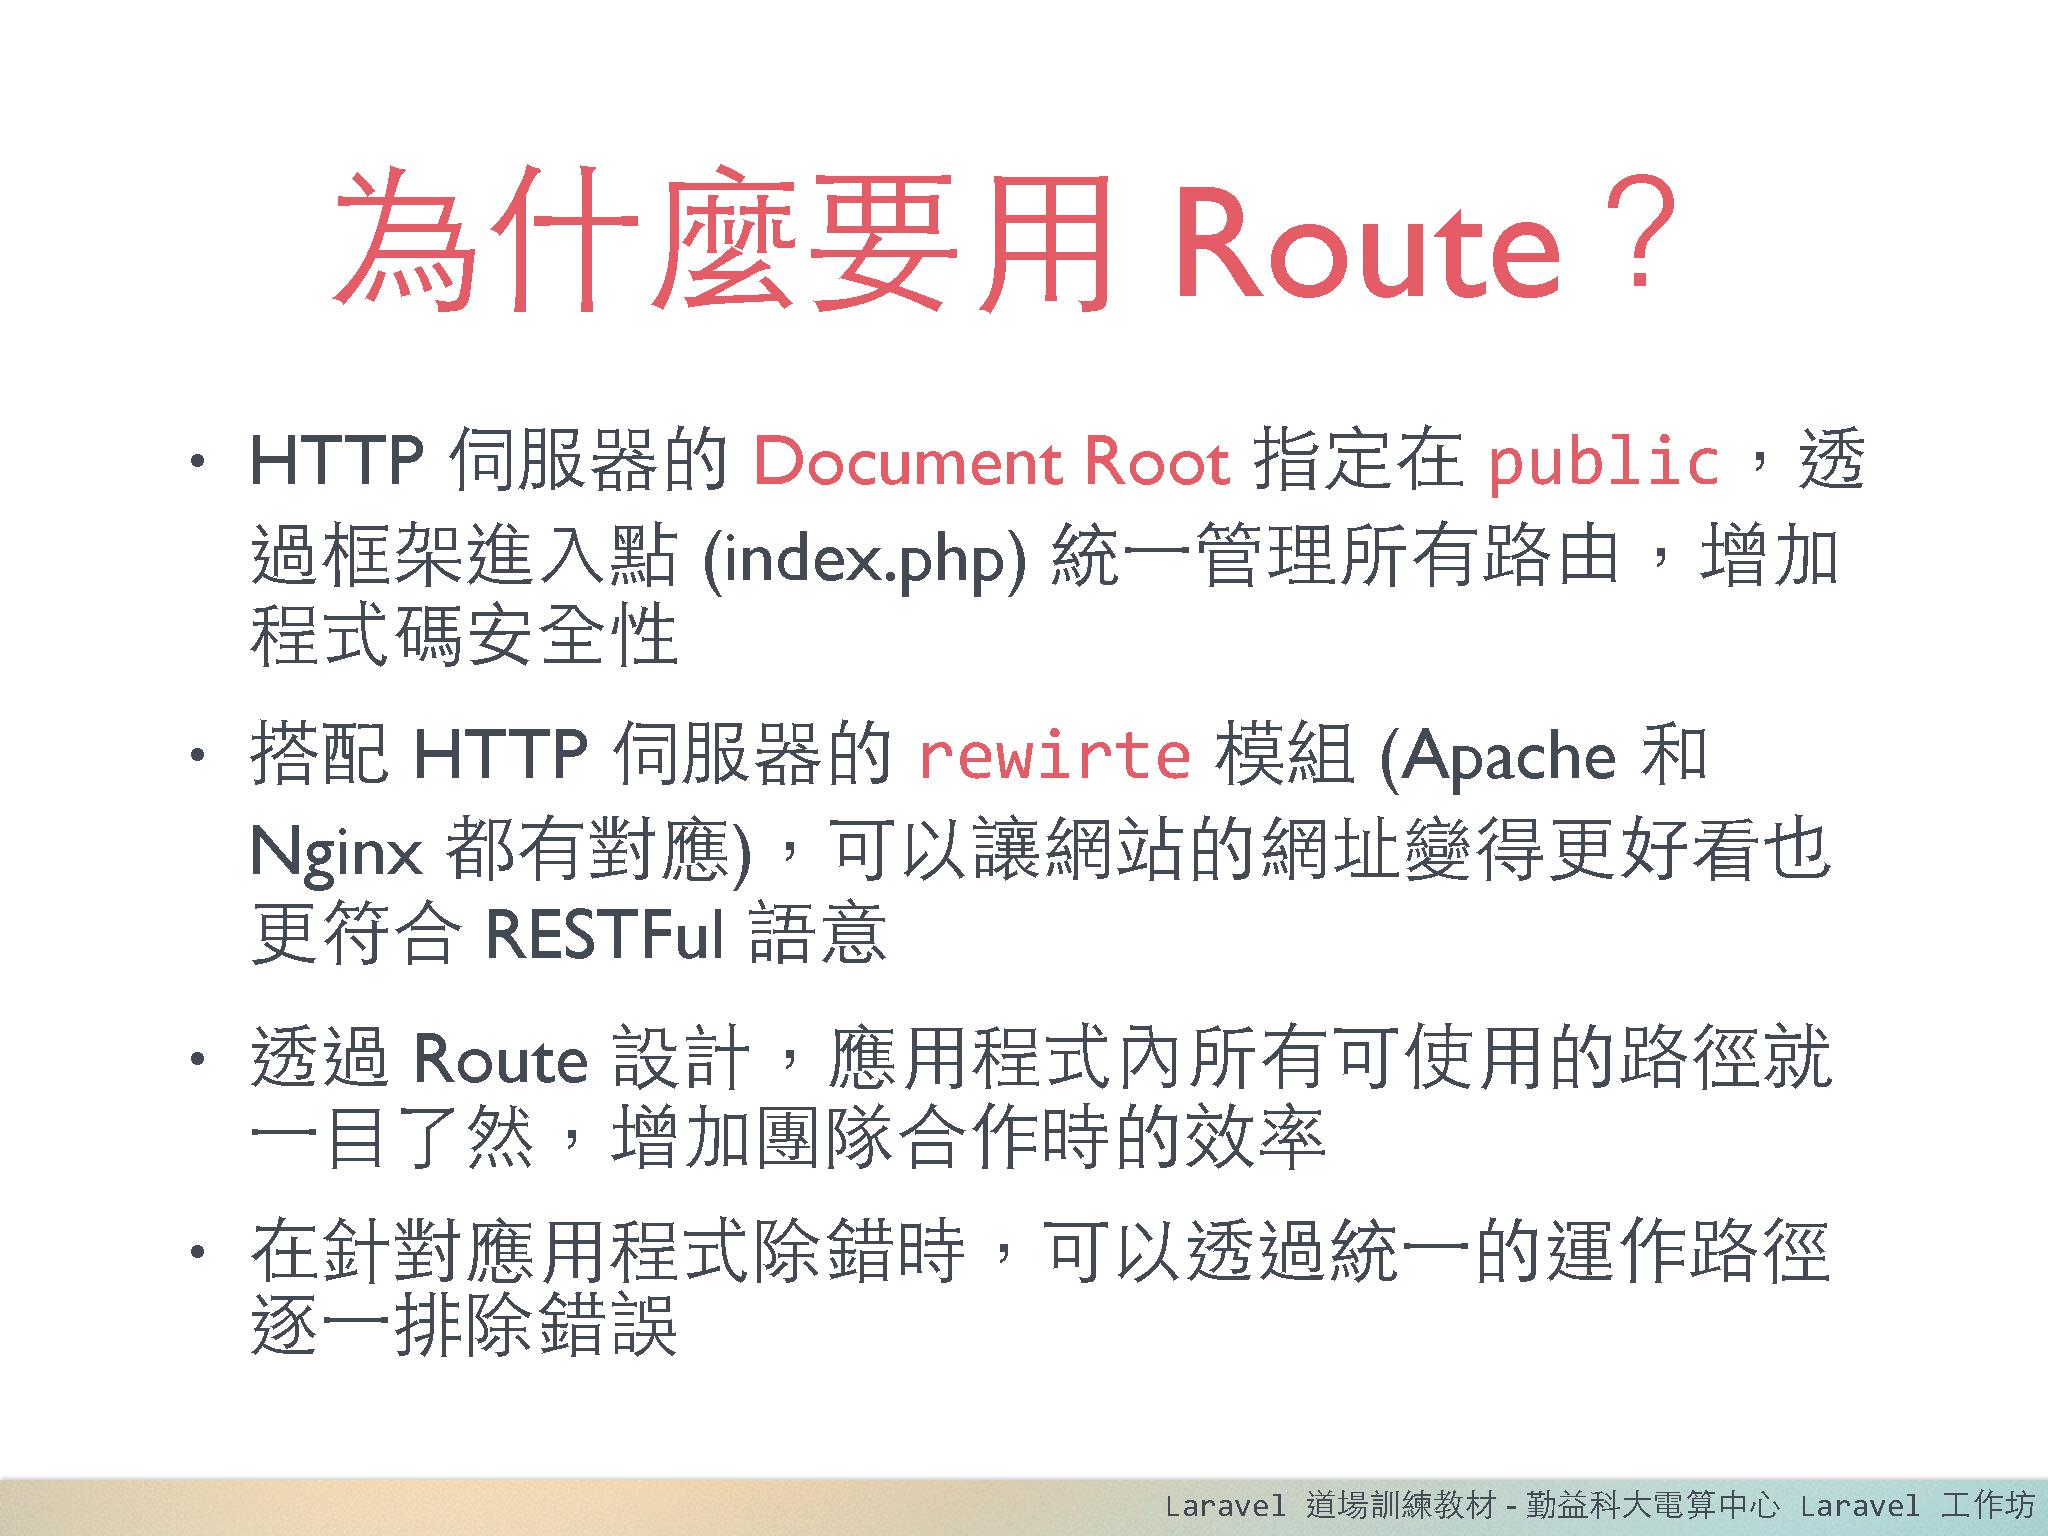 為什麼要用 Route？
• HTTP 伺服器的 Document Root 指定在 public，透
過框架進入點 (index.php) 統一管理所有路由，增加
程式碼安全性
• 搭配 HTTP 伺服器的 rewirte 模組 (Apache 和
Nginx 都有對應)，可以讓網站的網址變得更好看也
更符合 RESTFul 語意
• 透過 Route 設計，應用程式內所有可使用的路徑就
一目了然，增加團隊合作時的效率
• 在針對應用程式除錯時，可以透過統一的運作路徑
逐一排除錯誤
Laravel 道場訓練教材 - 勤益科大電算中心 Laravel 工作坊